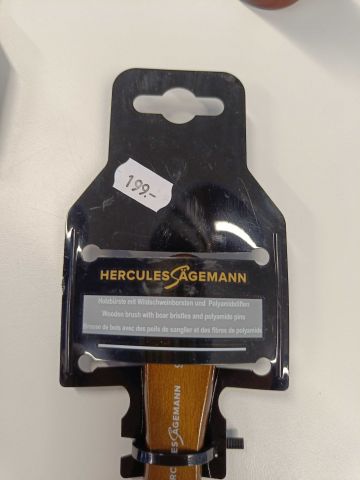 199.-
HERCULES SÄGEMANN
Holzbürste mit Wildschweinborsten und Polyamidstiften
Wooden brush with boar bristles and polyamide pins
Brosse de bois avec des poils de sanglier et des fibres de polyamide
SÄGEMANN
HERCULES